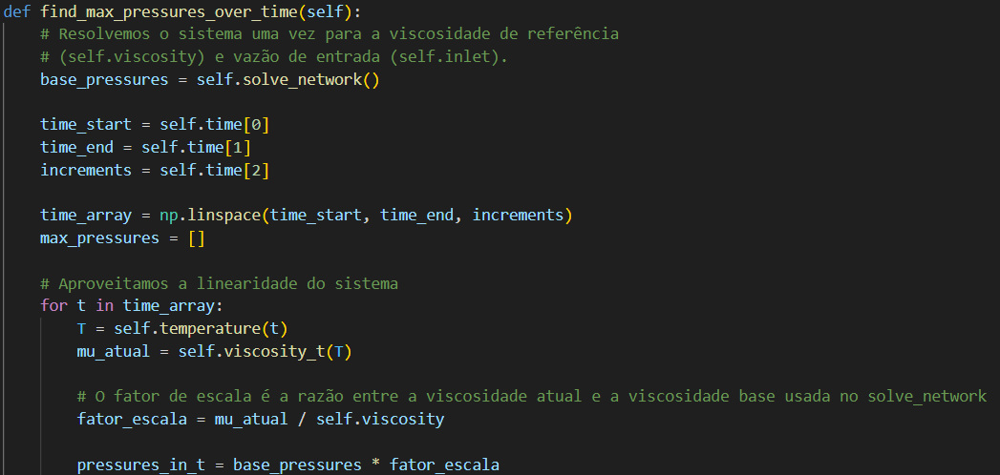 def find_max_pressures_over_time(self):
# Resolvemos o sistema uma vez para a viscosidade de referência
# (self.viscosity) e vazão de entrada (self.inlet).
base_pressures = self.solve_network()
time_start = self.time[0]
time_end = self.time[1]
increments = self.time[2]
time_array = np.linspace(time_start, time_end, increments)
max_pressures = []
# Aproveitamos a linearidade do sistema
for t in time_array:
T = self.temperature(t)
mu_atual = self.viscosity_t(T)
# O fator de escala é a razão entre a viscosidade atual e a viscosidade base usada no solve_network
fator_escala = mu_atual / self.viscosity
pressures_in_t = base_pressures * fator_escala